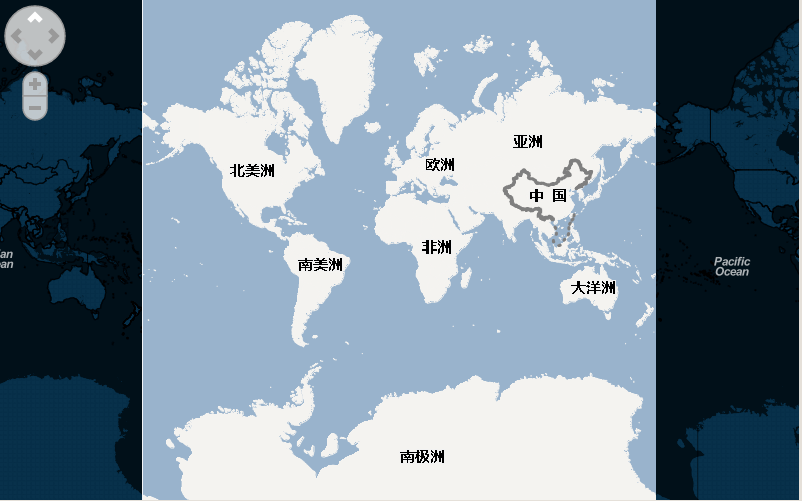 亚洲
欧洲
北美洲
中 国
非洲
南美洲
Pacific
Ocean
大洋洲
南极洲